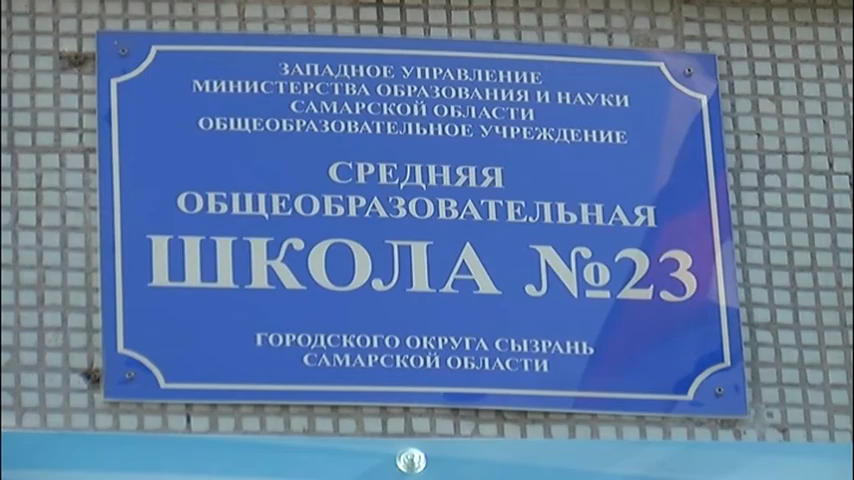 ЗАПАДНОЕ УПРАВЛЕНИЕ
МИНИСТЕРСТВА ОБРАЗОВАНИЯ И НАУКИ
САМАРСКОЙ ОБЛАСТИ
ОБЩЕОБРАЗОВАТЕЛЬНОЕ УЧРЕЖДЕНИЕ
СРЕДНЯЯ
ОБЩЕОБРАЗОВАТЕЛЬНАЯ
ШКОЛА №23
ГОРОДСКОГО ОКРУГА СЫЗРАНЬ
САМАРСКОЙ ОБЛАСТИ